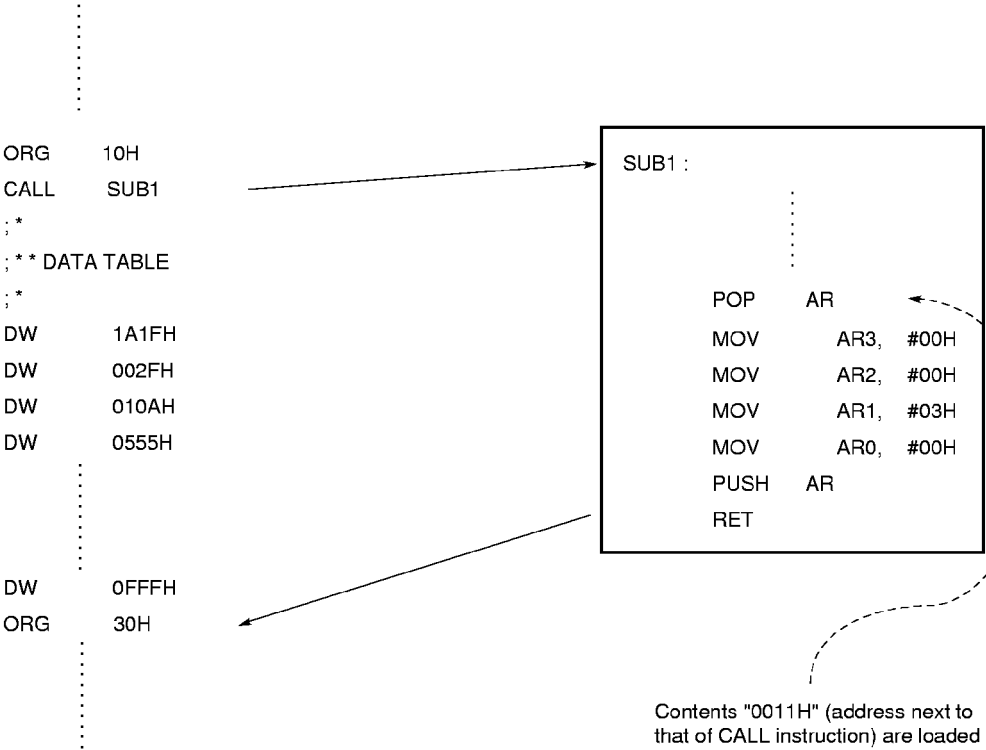 ORG 10H
CALL SUB1
; *
; * * DATA TABLE
; *
DW 1A1FH
DW 002FH
DW 010AH
DW 0555H
DW 0FFFH
ORG 30H
SUB1 :
POP AR
MOV AR3, #00H
MOV AR2, #00H
MOV AR1, #03H
MOV AR0, #00H
PUSH AR
RET
Contents "0011H" (address next to
that of CALL instruction) are loaded